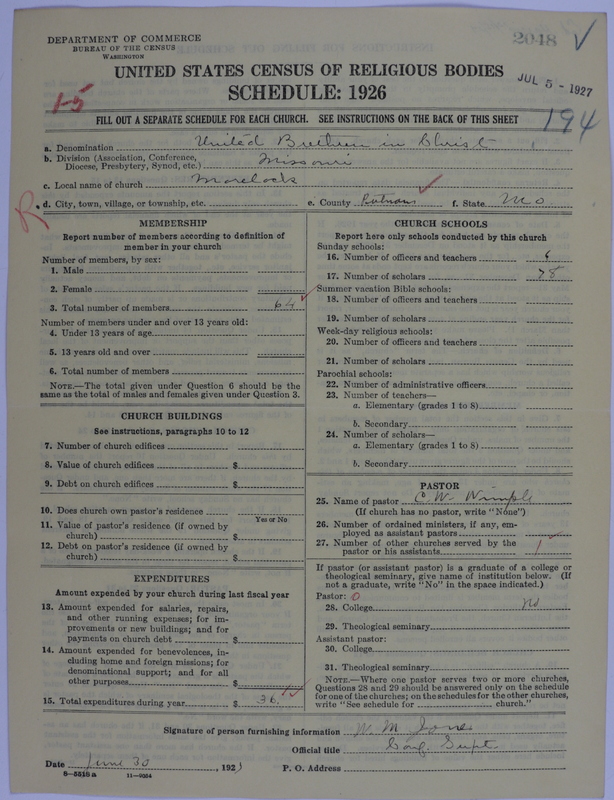 DEPARTMENT OF COMMERCE
BUREAU OF THE CENSUS
WASHINGTON
2048
UNITED STATES CENSUS OF RELIGIOUS BODIES
SCHEDULE: 1926
JUL 5 - 1927
1-5
194
FILL OUT A SEPARATE SCHEDULE FOR EACH CHURCH. SEE INSTRUCTIONS ON THE BACK OF THIS SHEET
a. Denomination United Brethren in Christ
b. Division (Association, Conference, Diocese, Presbytery, Synod, etc.) Missouri
c. Local name of church Morelock
R
d. City, town, village, or township, etc. e. County Putnam f. State Mo
MEMBERSHIP
Report number of members according to definition of
member in your church
Number of members, by sex:
1. Male
2. Female
3. Total number of members 64
Number of members under and over 13 years old:
4. Under 13 years of age
5. 13 years old and over
6. Total number of members
NOTE.—The total given under Question 6 should be
same as the total of males and females given under Question 3.
CHURCH BUILDINGS
See instructions, paragraphs 10 to 12
7. Number of church edifices
8. Value of church edifices $
9. Debt on church edifices $
10. Does church own pastor's residence
Yes or No
11. Value of pastor's residence (if owned by
church) $
12. Debt on pastor's residence (if owned by
church) $
EXPENDITURES
Amount expended by your church during last fiscal year
13. Amount expended for salaries, repairs,
and other running expenses; for im-
provements or new buildings; and for
payments on church debt $
14. Amount expended for benevolences, in-
cluding home and foreign missions; for
denominational support; and for all
other purposes $
15. Total expenditures during year $ 36
CHURCH SCHOOLS
Report here only schools conducted by this church
Sunday schools:
16. Number of officers and teachers 6
17. Number of scholars 78
Summer vacation Bible schools:
18. Number of officers and teachers
19. Number of scholars
Week-day religious schools:
20. Number of officers and teachers
21. Number of scholars
Parochial schools:
22. Number of administrative officers
23. Number of teachers—
a. Elementary (grades 1 to 8)
b. Secondary
24. Number of scholars—
a. Elementary (grades 1 to 8)
b. Secondary
PASTOR
25. Name of pastor C. W. Wimple
(If church has no pastor, write "None")
26. Number of ordained ministers, if any, em-
ployed as assistant pastors
27. Number of other churches served by the
pastor or his assistants 1
If pastor (or assistant pastor) is a graduate of a college or
theological seminary, give name of institution below. (If
not a graduate, write "No" in the space indicated.)
Pastor: 0
28. College No
29. Theological seminary
Assistant pastor:
30. College
31. Theological seminary
NOTE.—Where one pastor serves two or more churches,
Questions 28 and 29 should be answered only on the schedule
for one of the churches; on the schedules for the other churches,
write "See schedule for church."
Signature of person furnishing information W. M. Jones
Official title Conf. Supt.
Date June 30, 1927 P. O. Address
8-5518 a 11-9264